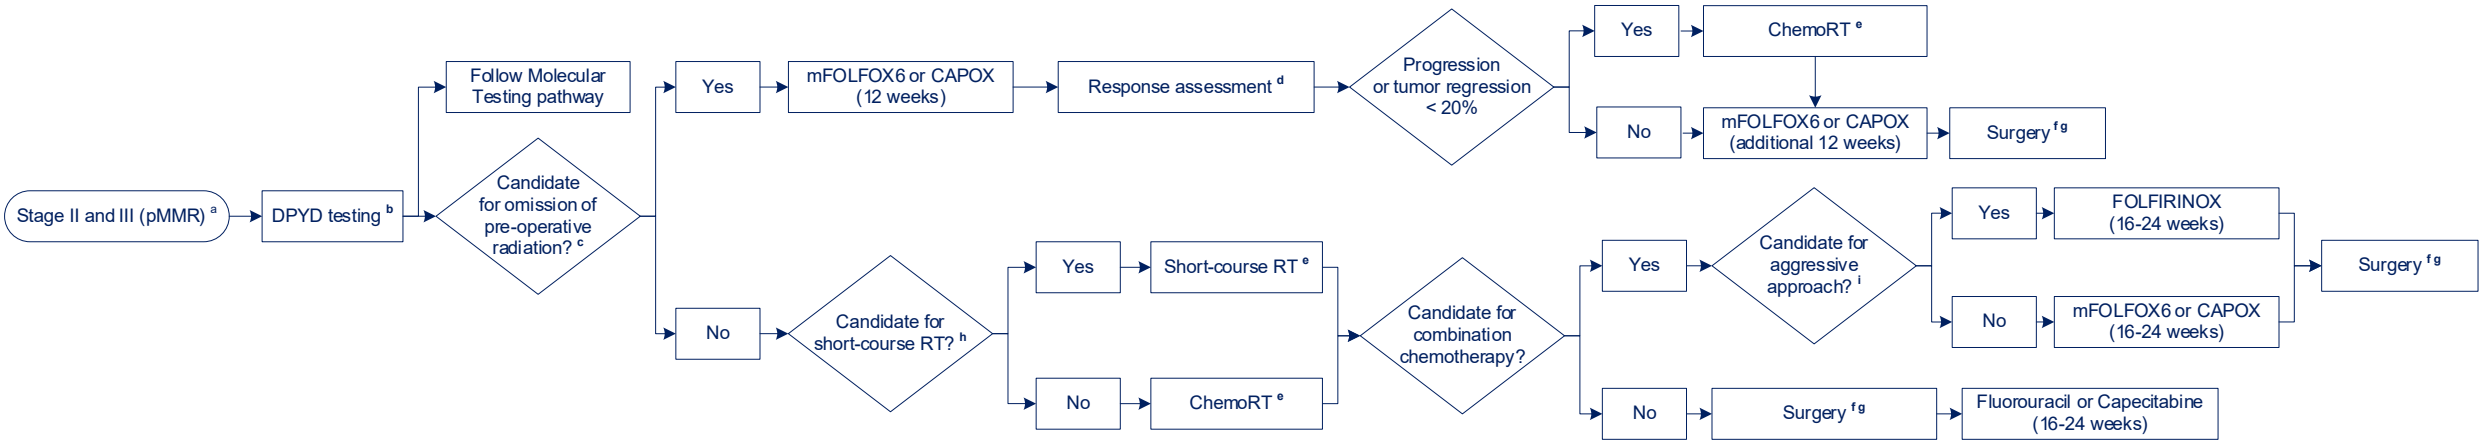 Stage II and III (pMMR) a
DPYD testing b
Follow Molecular
Testing pathway
Candidate
for omission of
pre-operative
radiation? c
Yes
mFOLFOX6 or CAPOX
(12 weeks)
Response assessment d
Progression
or tumor regression
< 20%
Yes
ChemoRT e
No
mFOLFOX6 or CAPOX
(additional 12 weeks)
Surgery f g
No
Candidate for
short-course RT? h
Yes
Short-course RT e
No
ChemoRT e
Candidate for
combination
chemotherapy?
Yes
Candidate for
aggressive
approach? i
Yes
FOLFIRINOX
(16-24 weeks)
No
mFOLFOX6 or CAPOX
(16-24 weeks)
Surgery f g
No
Surgery f g
Fluorouracil or Capecitabine
(16-24 weeks)